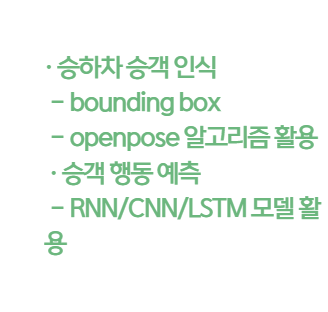 · 승하차 승객 인식
- bounding box
- openpose 알고리즘 활용
· 승객 행동 예측
- RNN/CNN/LSTM 모델 활
용